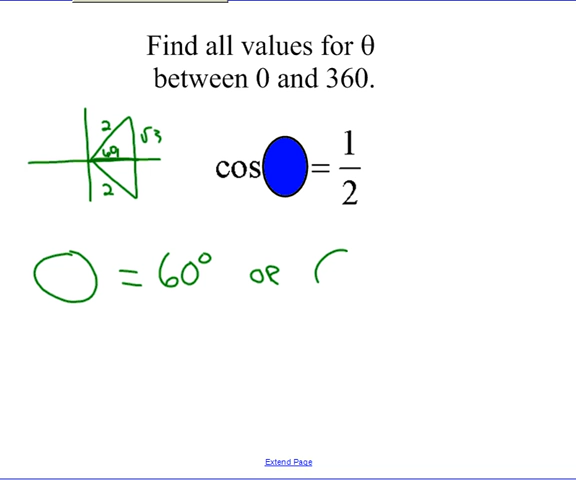 Find all values for θ
between 0 and 360.
2
√3
60
2
cos = 1/2
= 60° or
Extend Page